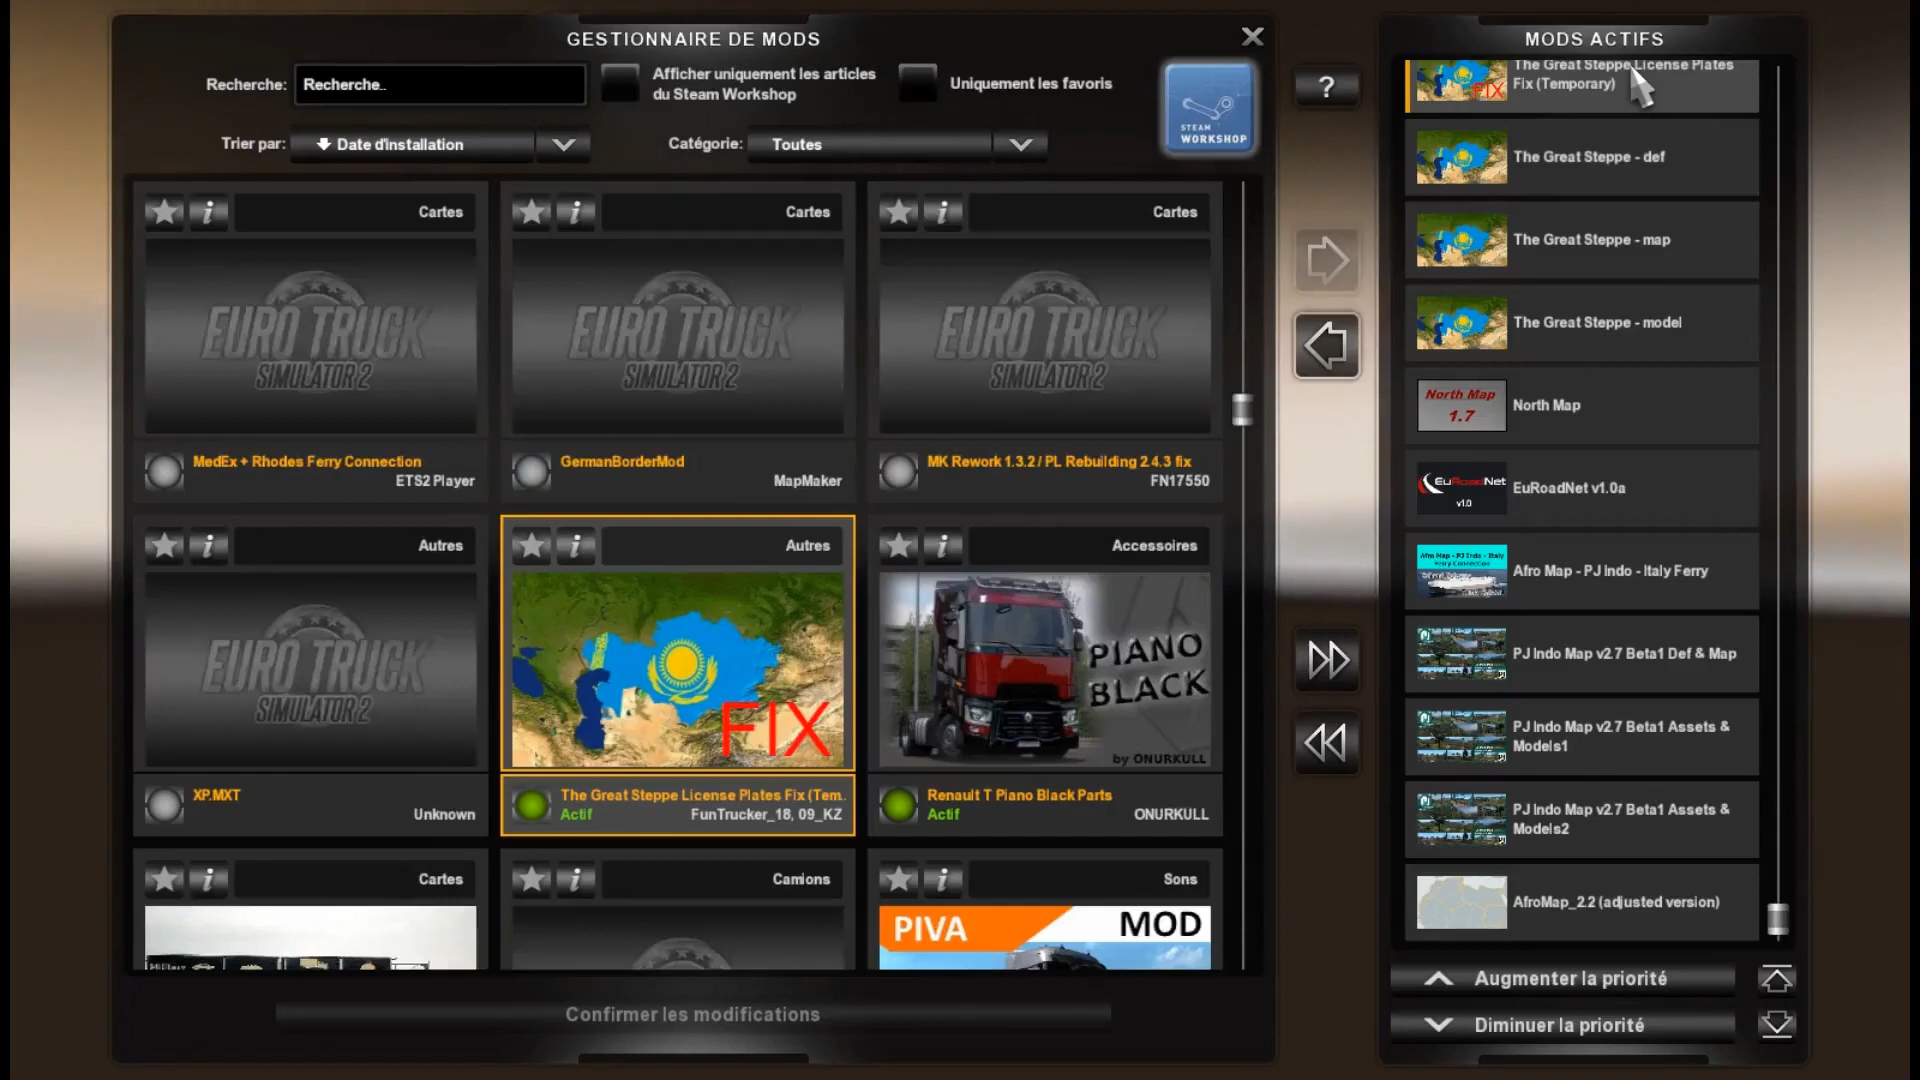 GESTIONNAIRE DE MODS
Recherche:
Recherche..
Afficher uniquement les articles
du Steam Workshop
Uniquement les favoris
STEAM
WORKSHOP
Trier par:
Date d'installation
Catégorie:
Toutes
Cartes
Cartes
Cartes
EURO TRUCK
SIMULATOR 2
EURO TRUCK
SIMULATOR 2
EURO TRUCK
SIMULATOR 2
MedEx + Rhodes Ferry Connection
ETS2 Player
GermanBorderMod
MapMaker
MK Rework 1.3.2 / PL Rebuilding 2.4.3 fix
FN17550
Autres
Autres
Accessoires
EURO TRUCK
SIMULATOR 2
FIX
PIANO
BLACK
by ONURKULL
XP.MXT
Unknown
The Great Steppe License Plates Fix (Tem..
Actif
FunTrucker_18, 09_KZ
Renault T Piano Black Parts
Actif
ONURKULL
Cartes
Camions
Sons
PIVA
MOD
Confirmer les modifications
?
MODS ACTIFS
The Great Steppe License Plates
Fix (Temporary)
FIX
The Great Steppe - def
The Great Steppe - map
The Great Steppe - model
North Map
1.7
North Map
EuRoadNet
v1.0
EuRoadNet v1.0a
Afro Map - PJ Indo - Italy
Ferry Connection
Afro Map - PJ Indo - Italy Ferry
PJ Indo Map v2.7 Beta1 Def & Map
PJ Indo Map v2.7 Beta1 Assets &
Models1
PJ Indo Map v2.7 Beta1 Assets &
Models2
AfroMap_2.2 (adjusted version)
Augmenter la priorité
Diminuer la priorité